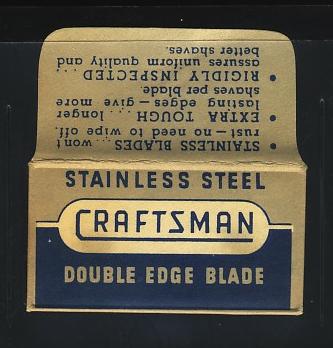 • STAINLESS BLADES ... won't
rust — no need to wipe off.
• EXTRA TOUGH .... longer
lasting edges — give more
shaves per blade.
• RIGIDLY INSPECTED ....
assures uniform quality and
better shaves.
STAINLESS STEEL
CRAFTSMAN
DOUBLE EDGE BLADE